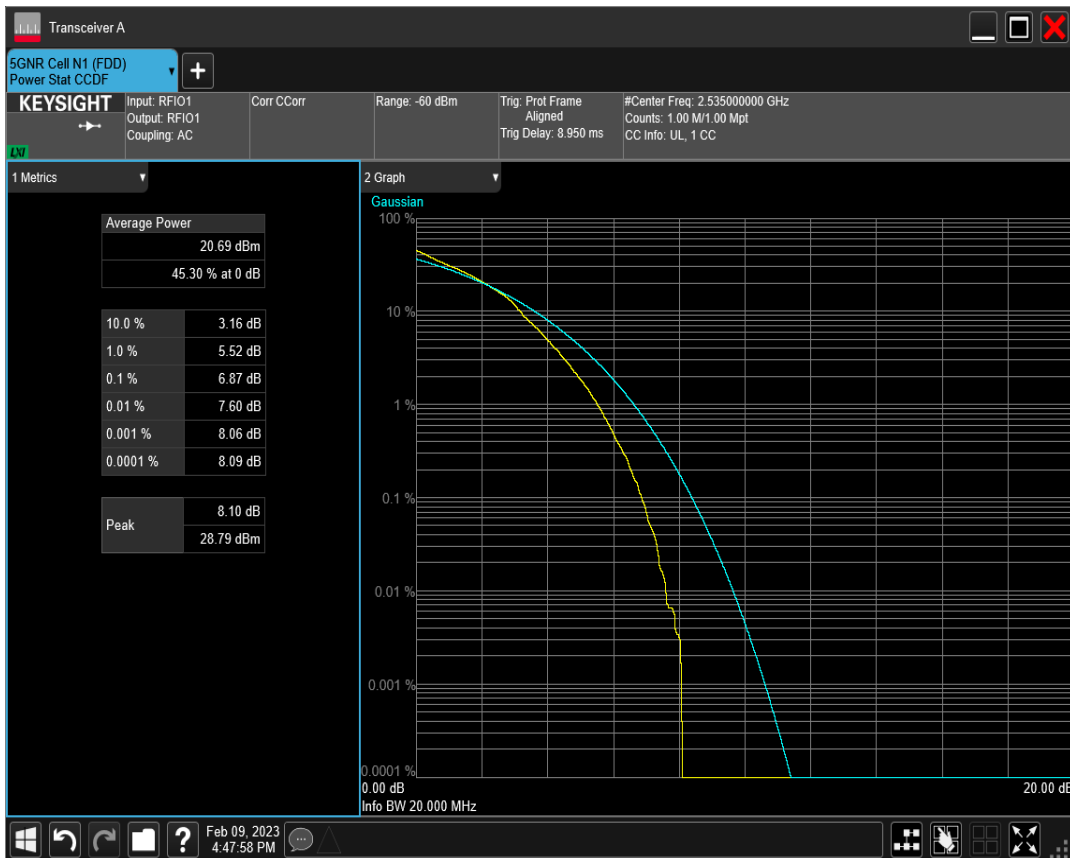 Transceiver A
5GNR Cell N1 (FDD)
Power Stat CCDF
KEYSIGHT
LXI
Input: RFIO1
Output: RFIO1
Coupling: AC
Corr CCorr
Range: -60 dBm
Trig: Prot Frame
Aligned
Trig Delay: 8.950 ms
#Center Freq: 2.535000000 GHz
Counts: 1.00 M/1.00 Mpt
CC Info: UL, 1 CC
1 Metrics
Average Power
20.69 dBm
45.30 % at 0 dB
10.0 % 3.16 dB
1.0 % 5.52 dB
0.1 % 6.87 dB
0.01 % 7.60 dB
0.001 % 8.06 dB
0.0001 % 8.09 dB
Peak
8.10 dB
28.79 dBm
2 Graph
Gaussian
100 %
10 %
1 %
0.1 %
0.01 %
0.001 %
0.0001 %
0.00 dB 20.00 dB
Info BW 20.000 MHz
?
Feb 09, 2023
4:47:58 PM